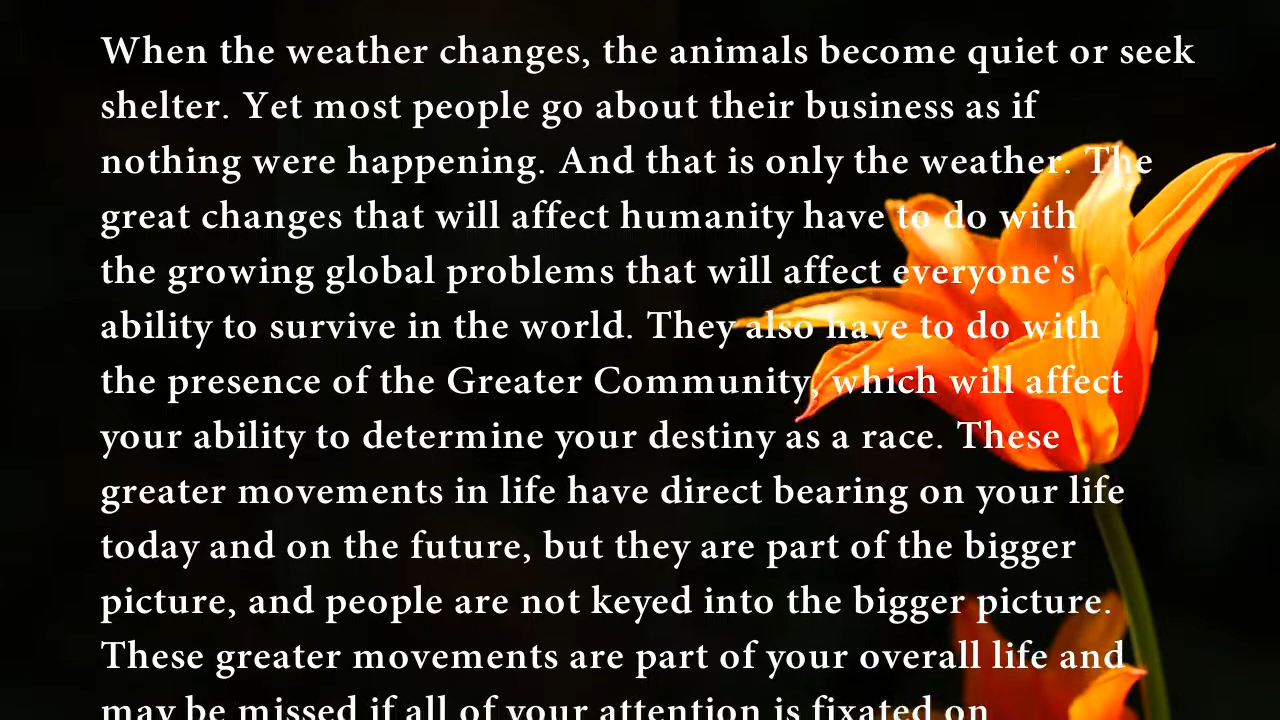 When the weather changes, the animals become quiet or seek
shelter. Yet most people go about their business as if
nothing were happening. And that is only the weather. The
great changes that will affect humanity have to do with
the growing global problems that will affect everyone's
ability to survive in the world. They also have to do with
the presence of the Greater Community, which will affect
your ability to determine your destiny as a race. These
greater movements in life have direct bearing on your life
today and on the future, but they are part of the bigger
picture, and people are not keyed into the bigger picture.
These greater movements are part of your overall life and
may be missed if all of your attention is fixated on